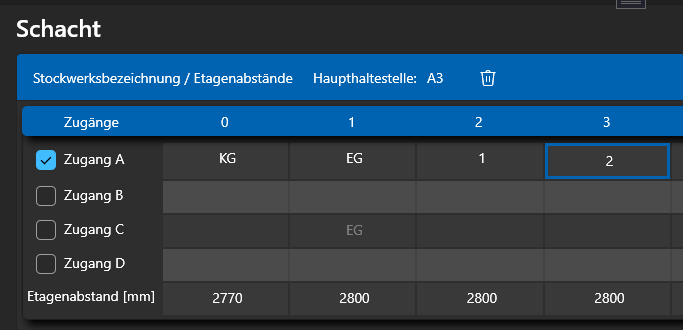 Schacht
Stockwerksbezeichnung / Etagenabstände Haupthaltestelle: A3
Zugänge 0 1 2 3
Zugang A KG EG 1 2
Zugang B
Zugang C EG
Zugang D
Etagenabstand [mm] 2770 2800 2800 2800